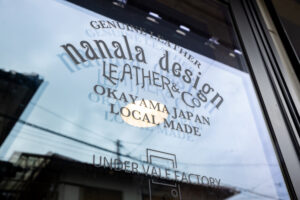 GENUINE LEATHER
nanala design
LEATHER&Co
OKAYAMA JAPAN
LOCAL MADE
UNDER VALE FACTORY